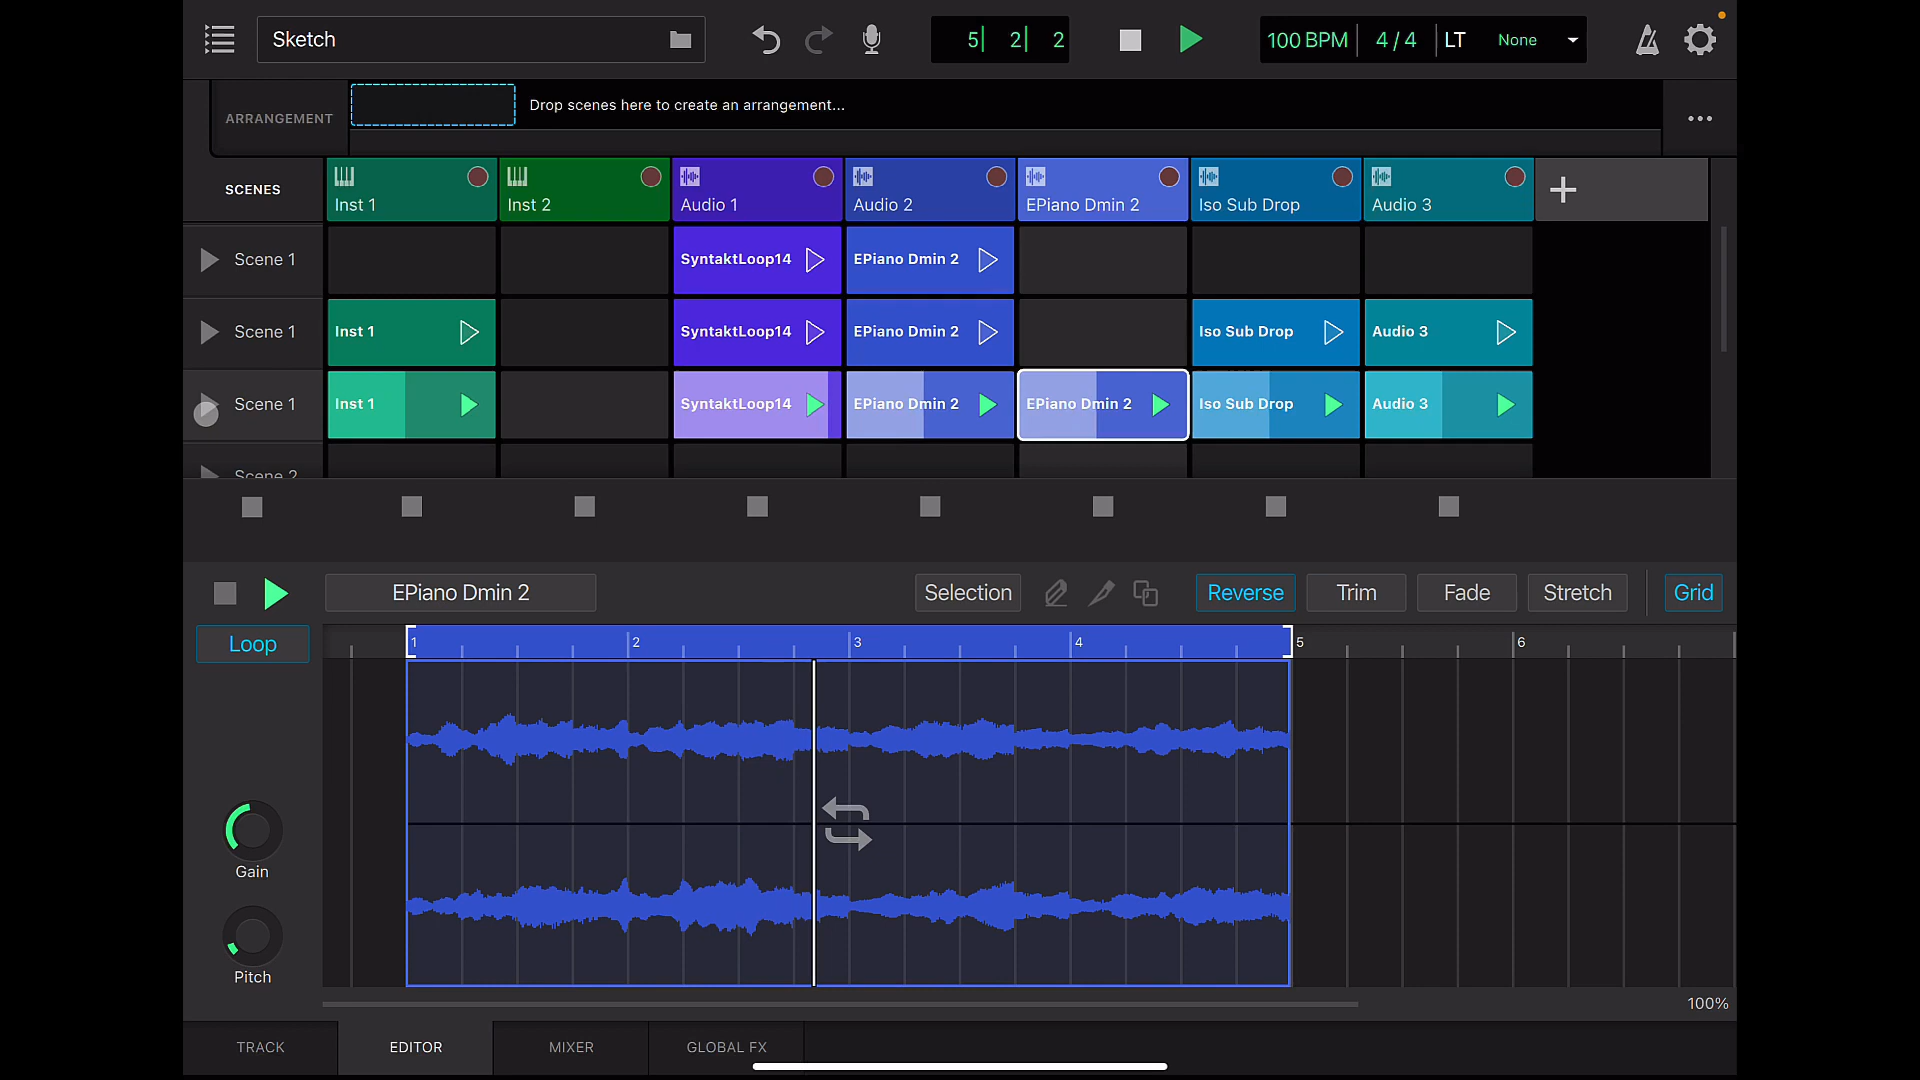 Sketch
5| 2| 2
100 BPM 4 / 4 LT None
ARRANGEMENT
Drop scenes here to create an arrangement...
SCENES
Inst 1 Inst 2 Audio 1 Audio 2 EPiano Dmin 2 Iso Sub Drop Audio 3
Scene 1 SyntaktLoop14 EPiano Dmin 2
Scene 1 Inst 1 SyntaktLoop14 EPiano Dmin 2 Iso Sub Drop Audio 3
Scene 1 Inst 1 SyntaktLoop14 EPiano Dmin 2 EPiano Dmin 2 Iso Sub Drop Audio 3
Scene 2
EPiano Dmin 2 Selection Reverse Trim Fade Stretch Grid
Loop 1 2 3 4 5 6
Gain
Pitch
100%
TRACK EDITOR MIXER GLOBAL FX